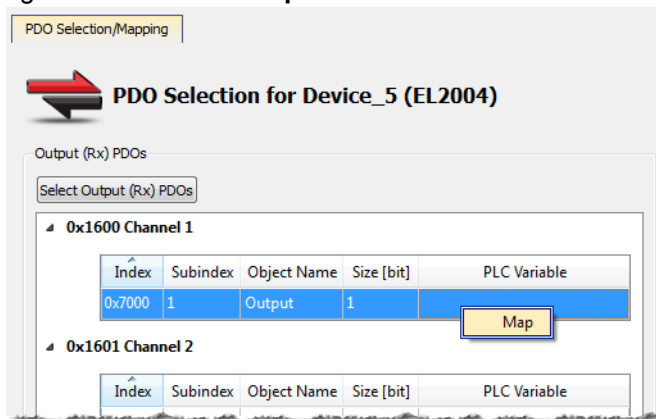 PDO Selection/Mapping
PDO Selection for Device_5 (EL2004)
Output (Rx) PDOs
Select Output (Rx) PDOs
0x1600 Channel 1
Index Subindex Object Name Size [bit] PLC Variable
0x7000 1 Output 1
Map
0x1601 Channel 2
Index Subindex Object Name Size [bit] PLC Variable